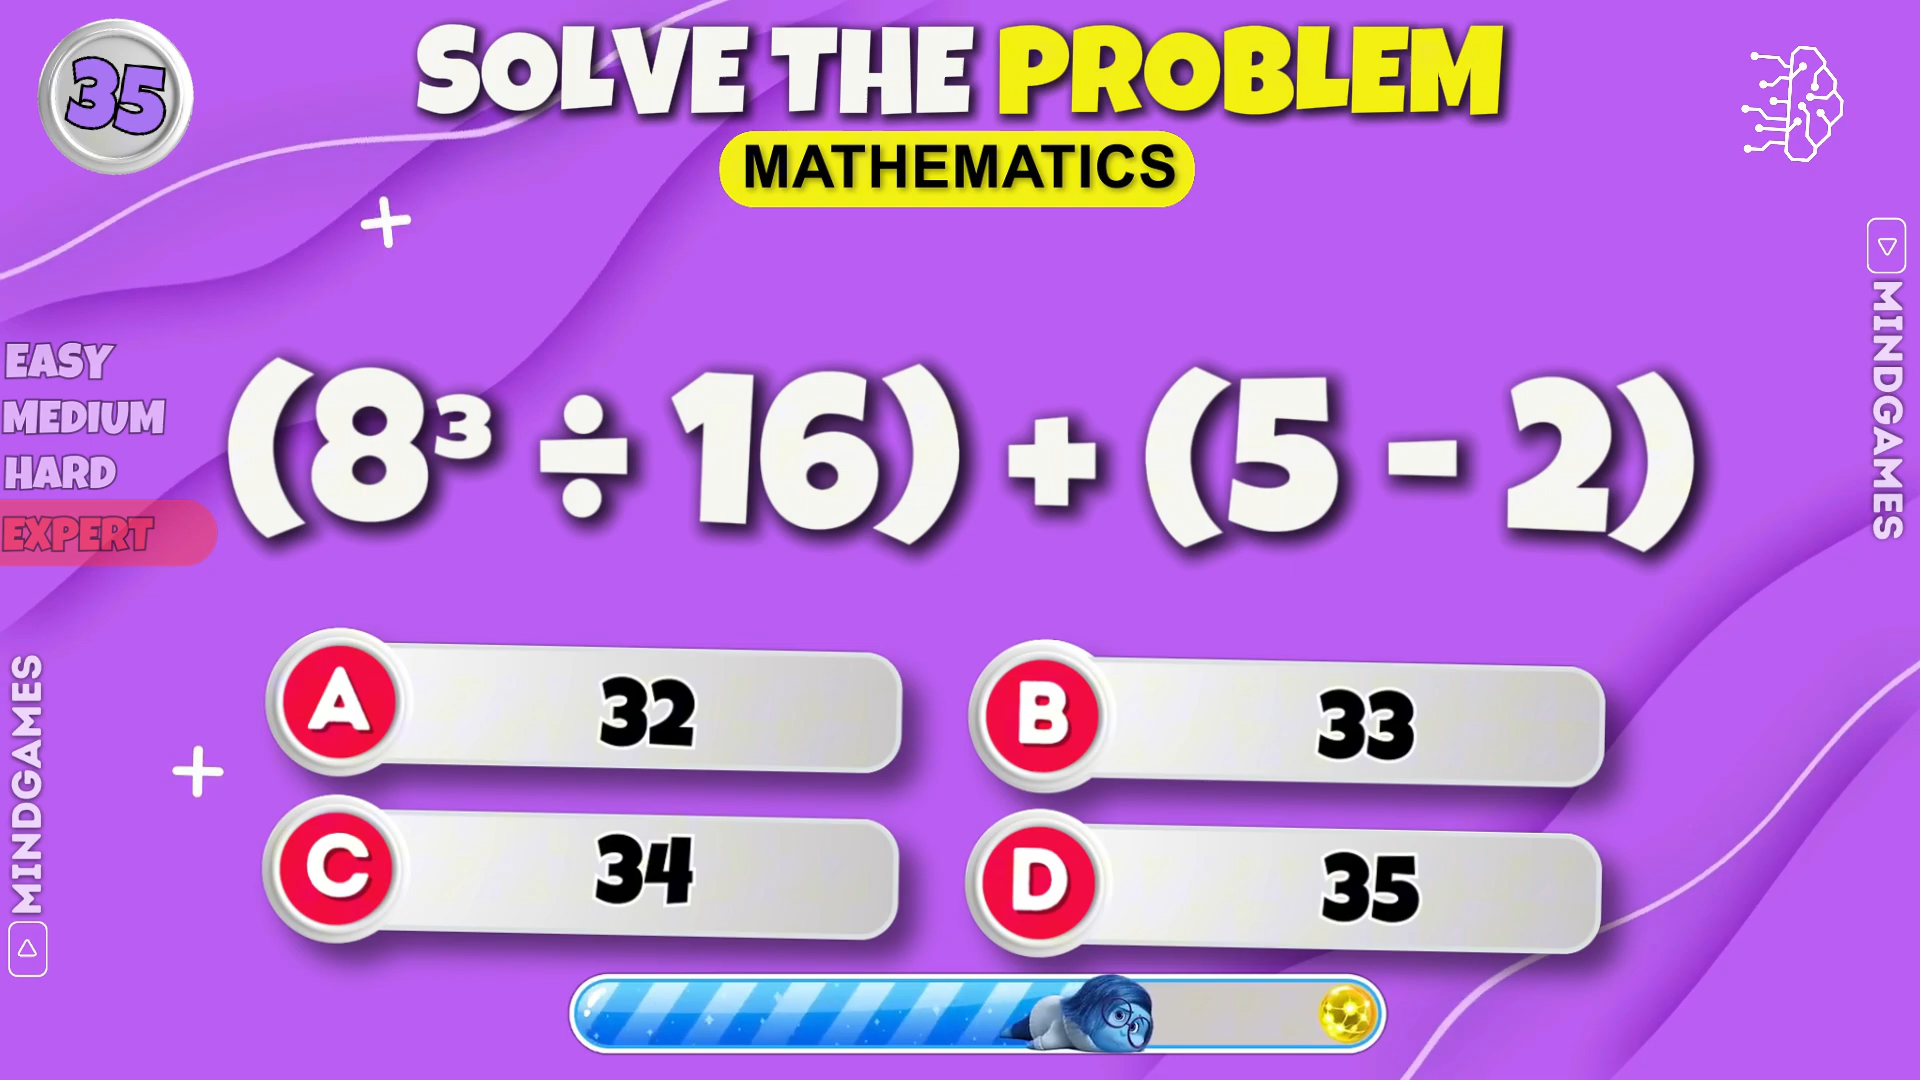 35
SOLVE THE PROBLEM
MATHEMATICS
EASY
MEDIUM
HARD
EXPERT
(8³ ÷ 16) + (5 - 2)
A 32
B 33
C 34
D 35
MINDGAMES
MINDGAMES